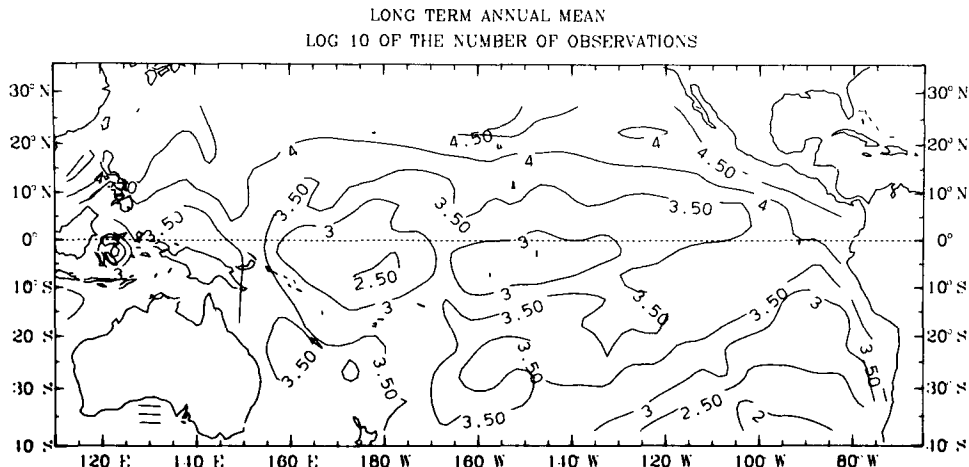 LONG TERM ANNUAL MEAN
LOG 10 OF THE NUMBER OF OBSERVATIONS
30° N 30° N
4.50 4
20° N 4 4.50 20° N
4
10° N 3.50 3.50 3.50 4 10° N
3.50
3 3
0° 0°
3 2.50
10° S 3 3 3.50 3.50 3 10° S
3.50
20° S 20° S
3.50 3.50
3.50 3.50
30° S 30° S
3.50 3 2.50 2
10 S 10 S
120 E 140 E 160 E 180 W 160 W 140 W 120 W 100 W 80° W